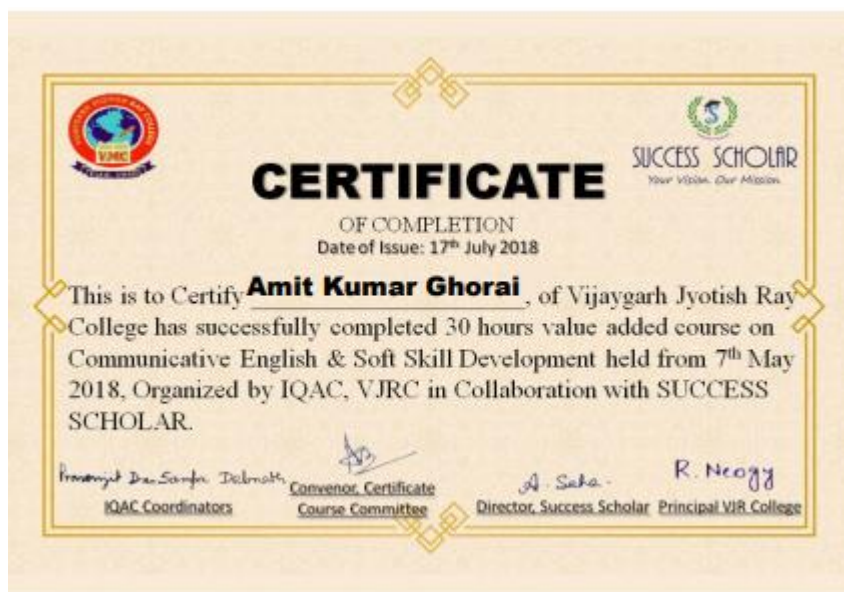 VJRC
SUCCESS SCHOLAR
Your Vision. Our Mission
CERTIFICATE
OF COMPLETION
Date of Issue: 17th July 2018
This is to Certify Amit Kumar Ghorai, of Vijaygarh Jyotish Ray
College has successfully completed 30 hours value added course on
Communicative English & Soft Skill Development held from 7th May
2018, Organized by IQAC, VJRC in Collaboration with SUCCESS
SCHOLAR.
A. Saha.
R. Neogy
IQAC Coordinators
Convenor, Certificate
Course Committee
Director, Success Scholar
Principal VJR College